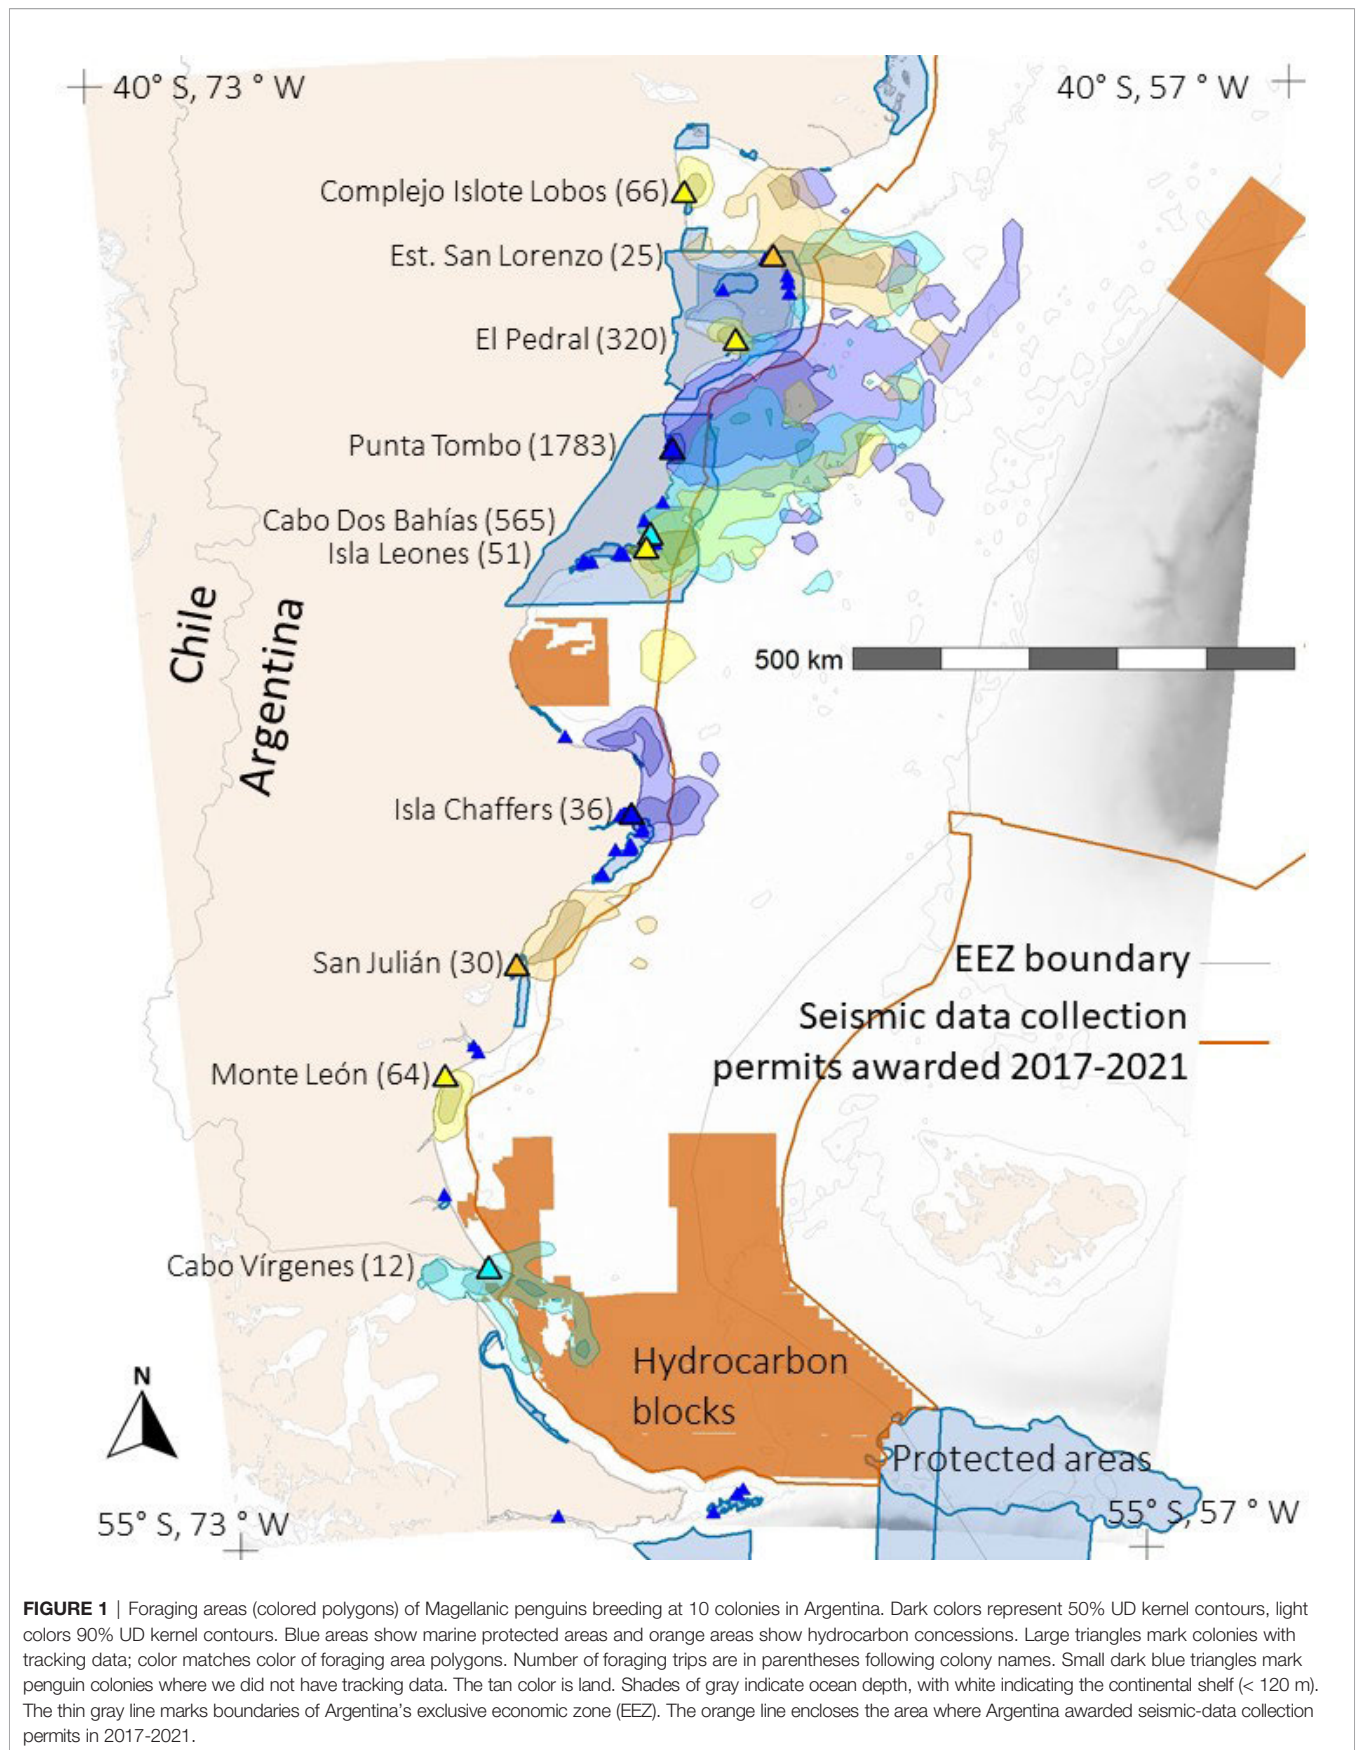 40° S, 73 ° W
40° S, 57 ° W
Complejo Islote Lobos (66)
Est. San Lorenzo (25)
El Pedral (320)
Punta Tombo (1783)
Cabo Dos Bahías (565)
Isla Leones (51)
Chile
Argentina
500 km
Isla Chaffers (36)
San Julián (30)
EEZ boundary
Seismic data collection
permits awarded 2017-2021
Monte León (64)
Cabo Vírgenes (12)
Hydrocarbon
blocks
N
Protected areas
55° S, 73 ° W
55° S, 57 ° W
FIGURE 1 | Foraging areas (colored polygons) of Magellanic penguins breeding at 10 colonies in Argentina. Dark colors represent 50% UD kernel contours, light
colors 90% UD kernel contours. Blue areas show marine protected areas and orange areas show hydrocarbon concessions. Large triangles mark colonies with
tracking data; color matches color of foraging area polygons. Number of foraging trips are in parentheses following colony names. Small dark blue triangles mark
penguin colonies where we did not have tracking data. The tan color is land. Shades of gray indicate ocean depth, with white indicating the continental shelf (< 120 m).
The thin gray line marks boundaries of Argentina's exclusive economic zone (EEZ). The orange line encloses the area where Argentina awarded seismic-data collection
permits in 2017-2021.